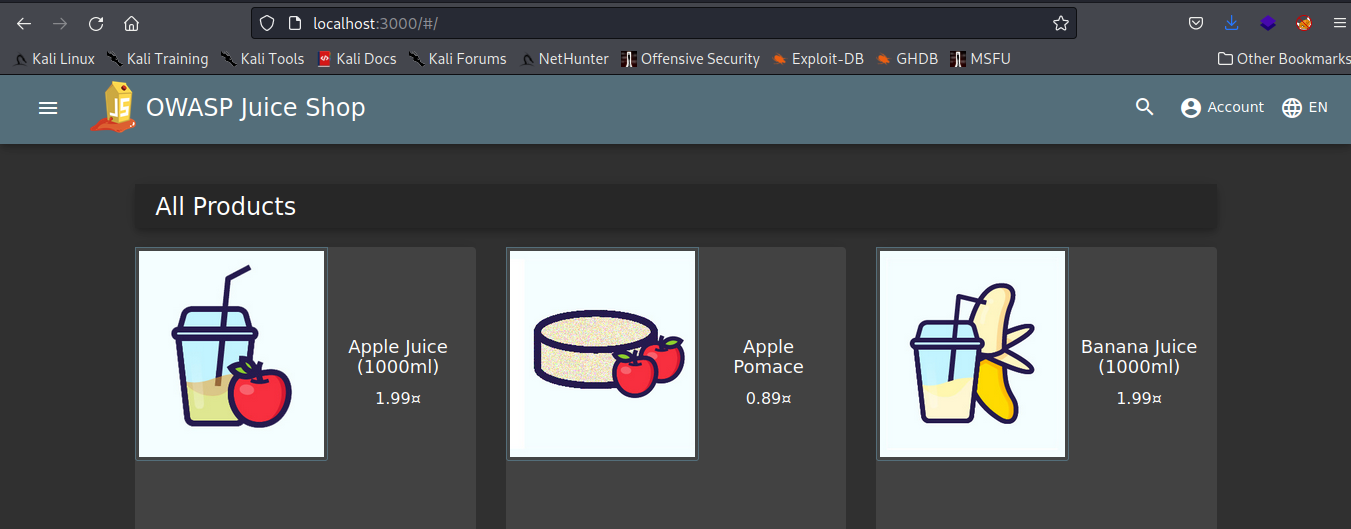 localhost:3000/#/
Kali Linux Kali Training Kali Tools Kali Docs Kali Forums NetHunter Offensive Security Exploit-DB GHDB MSFU Other Bookmarks
JS OWASP Juice Shop Account EN
All Products
Apple Juice
(1000ml)
1.99¤
Apple
Pomace
0.89¤
Banana Juice
(1000ml)
1.99¤